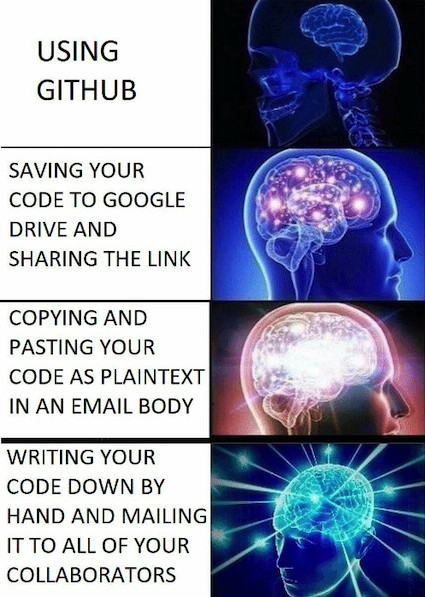 USING
GITHUB
SAVING YOUR
CODE TO GOOGLE
DRIVE AND
SHARING THE LINK
COPYING AND
PASTING YOUR
CODE AS PLAINTEXT
IN AN EMAIL BODY
WRITING YOUR
CODE DOWN BY
HAND AND MAILING
IT TO ALL OF YOUR
COLLABORATORS